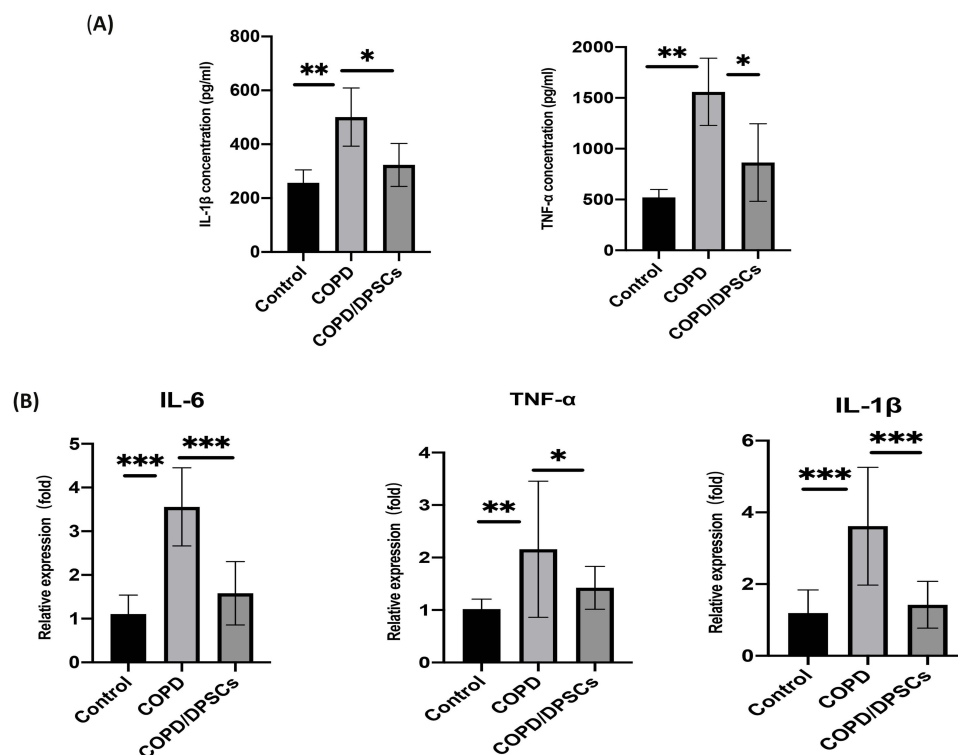 (A)
IL-1β concentration (pg/ml)
800
600
400
200
0
**
*
Control
COPD
COPD/DPSCs
TNF-α concentration (pg/ml)
2000
1500
1000
500
0
**
*
Control
COPD
COPD/DPSCs
(B)
IL-6
Relative expression (fold)
5
4
3
2
1
0
***
***
Control
COPD
COPD/DPSCs
TNF-α
Relative expression (fold)
4
3
2
1
0
**
*
Control
COPD
COPD/DPSCs
IL-1β
Relative expression (fold)
6
4
2
0
***
***
Control
COPD
COPD/DPSCs